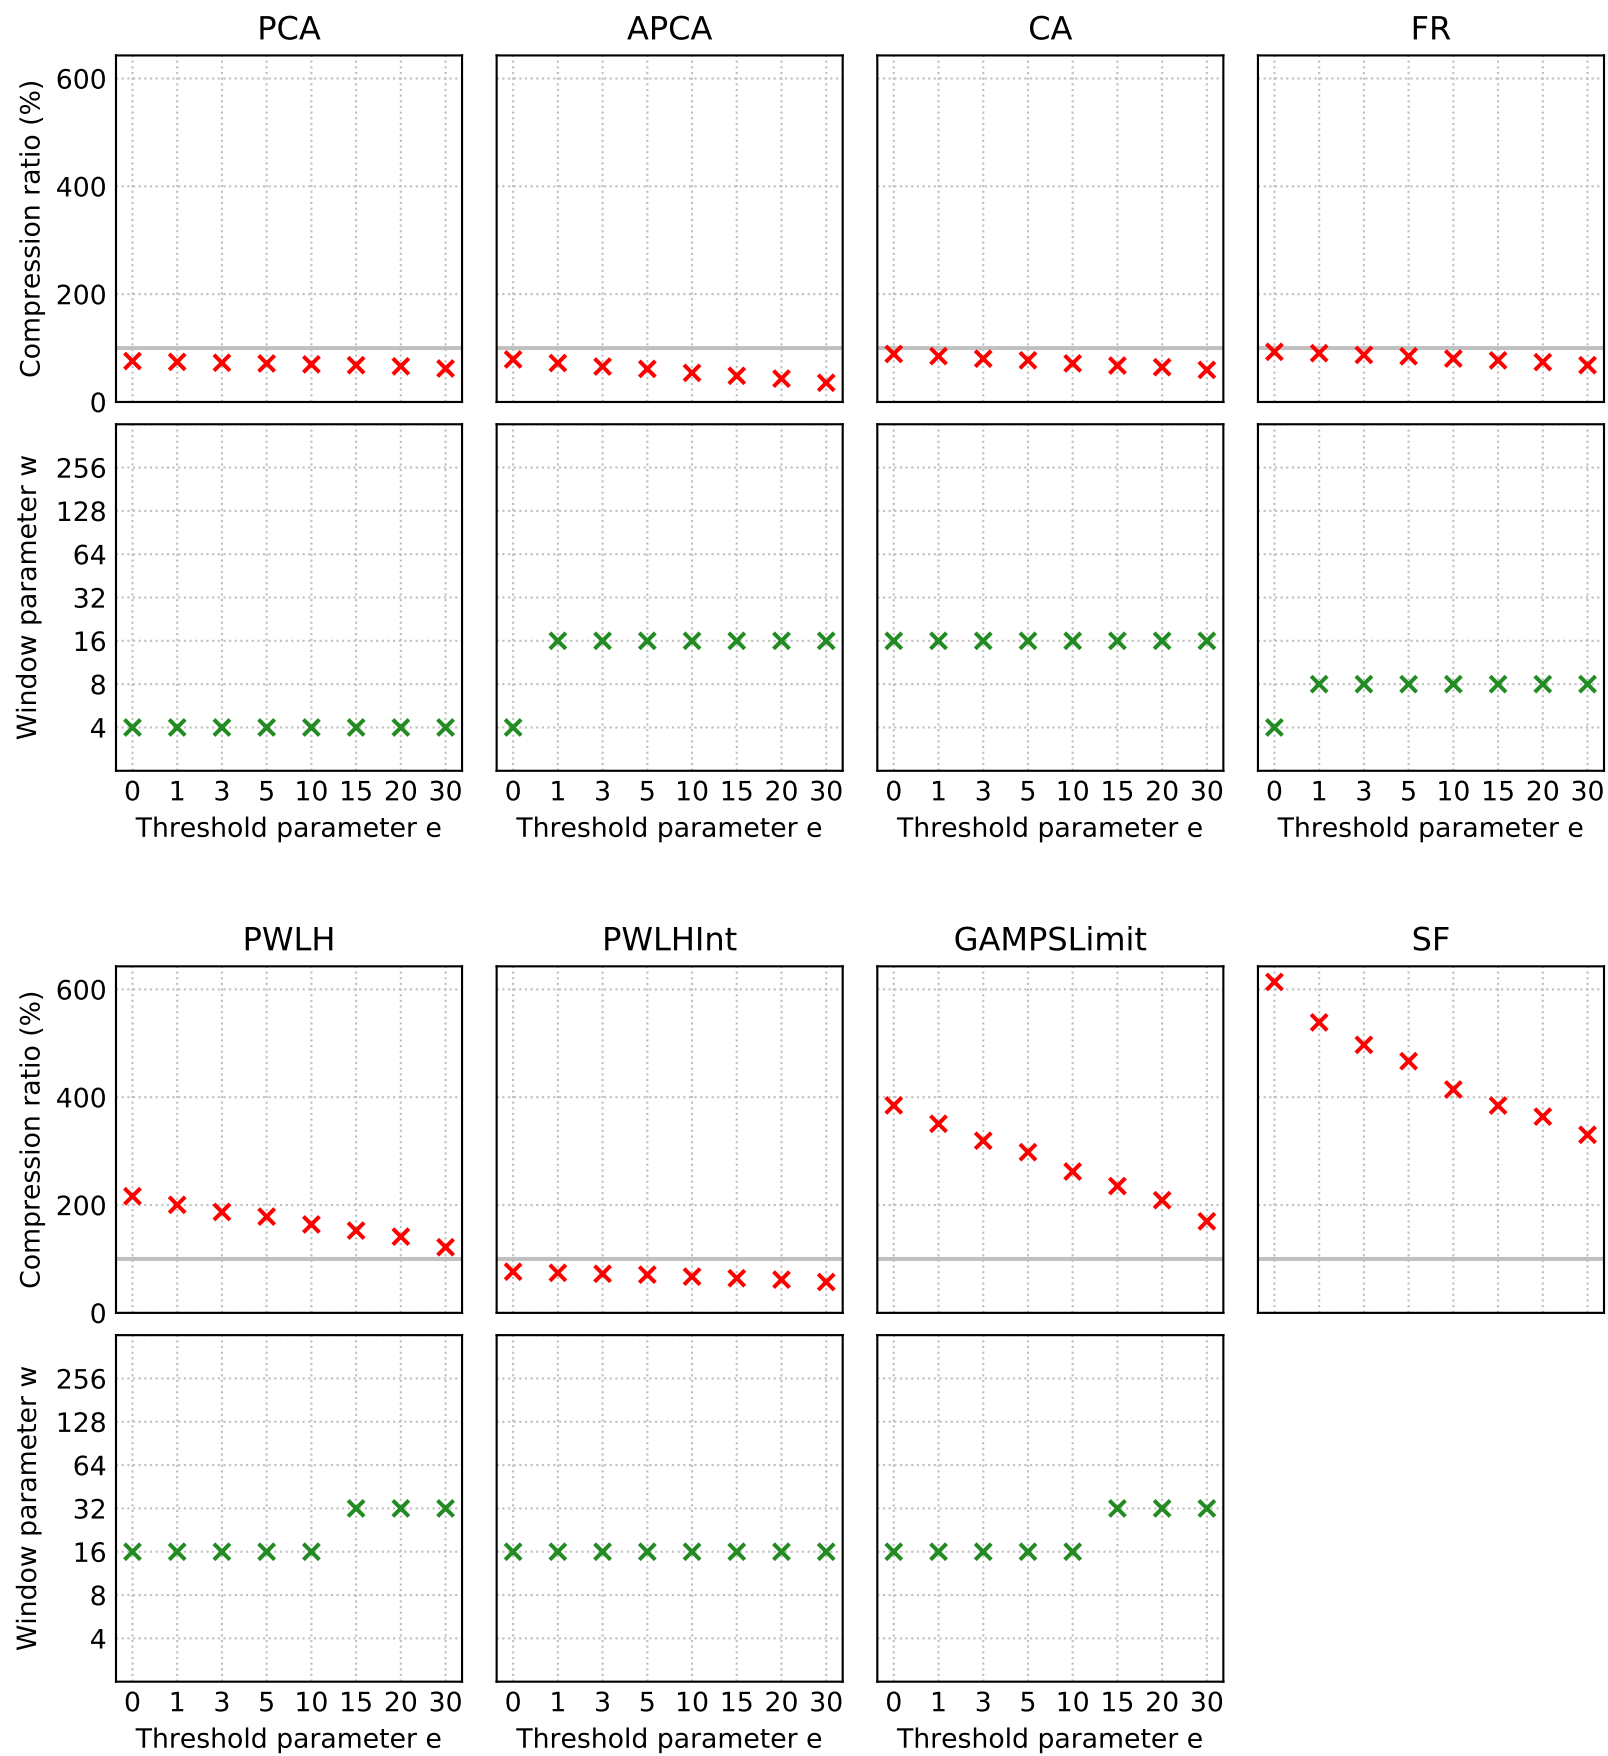 PCA APCA CA FR
Compression ratio (%)
600
400
200
0
Window parameter w
256
128
64
32
16
8
4
0 1 3 5 10 15 20 30 0 1 3 5 10 15 20 30 0 1 3 5 10 15 20 30 0 1 3 5 10 15 20 30
Threshold parameter e Threshold parameter e Threshold parameter e Threshold parameter e
PWLH PWLHInt GAMPSLimit SF
Compression ratio (%)
600
400
200
0
Window parameter w
256
128
64
32
16
8
4
0 1 3 5 10 15 20 30 0 1 3 5 10 15 20 30 0 1 3 5 10 15 20 30
Threshold parameter e Threshold parameter e Threshold parameter e